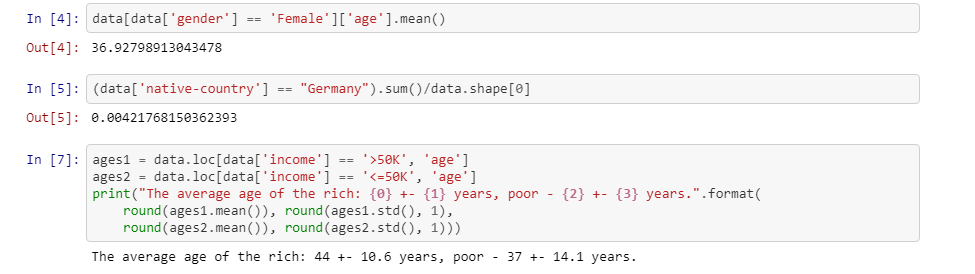 In [4]: data[data['gender'] == 'Female']['age'].mean()
Out[4]: 36.92798913043478
In [5]: (data['native-country'] == "Germany").sum()/data.shape[0]
Out[5]: 0.00421768150362393
In [7]: ages1 = data.loc[data['income'] == '>50K', 'age']
ages2 = data.loc[data['income'] == '<=50K', 'age']
print("The average age of the rich: {0} +- {1} years, poor - {2} +- {3} years.".format(
    round(ages1.mean()), round(ages1.std(), 1),
    round(ages2.mean()), round(ages2.std(), 1)))
The average age of the rich: 44 +- 10.6 years, poor - 37 +- 14.1 years.